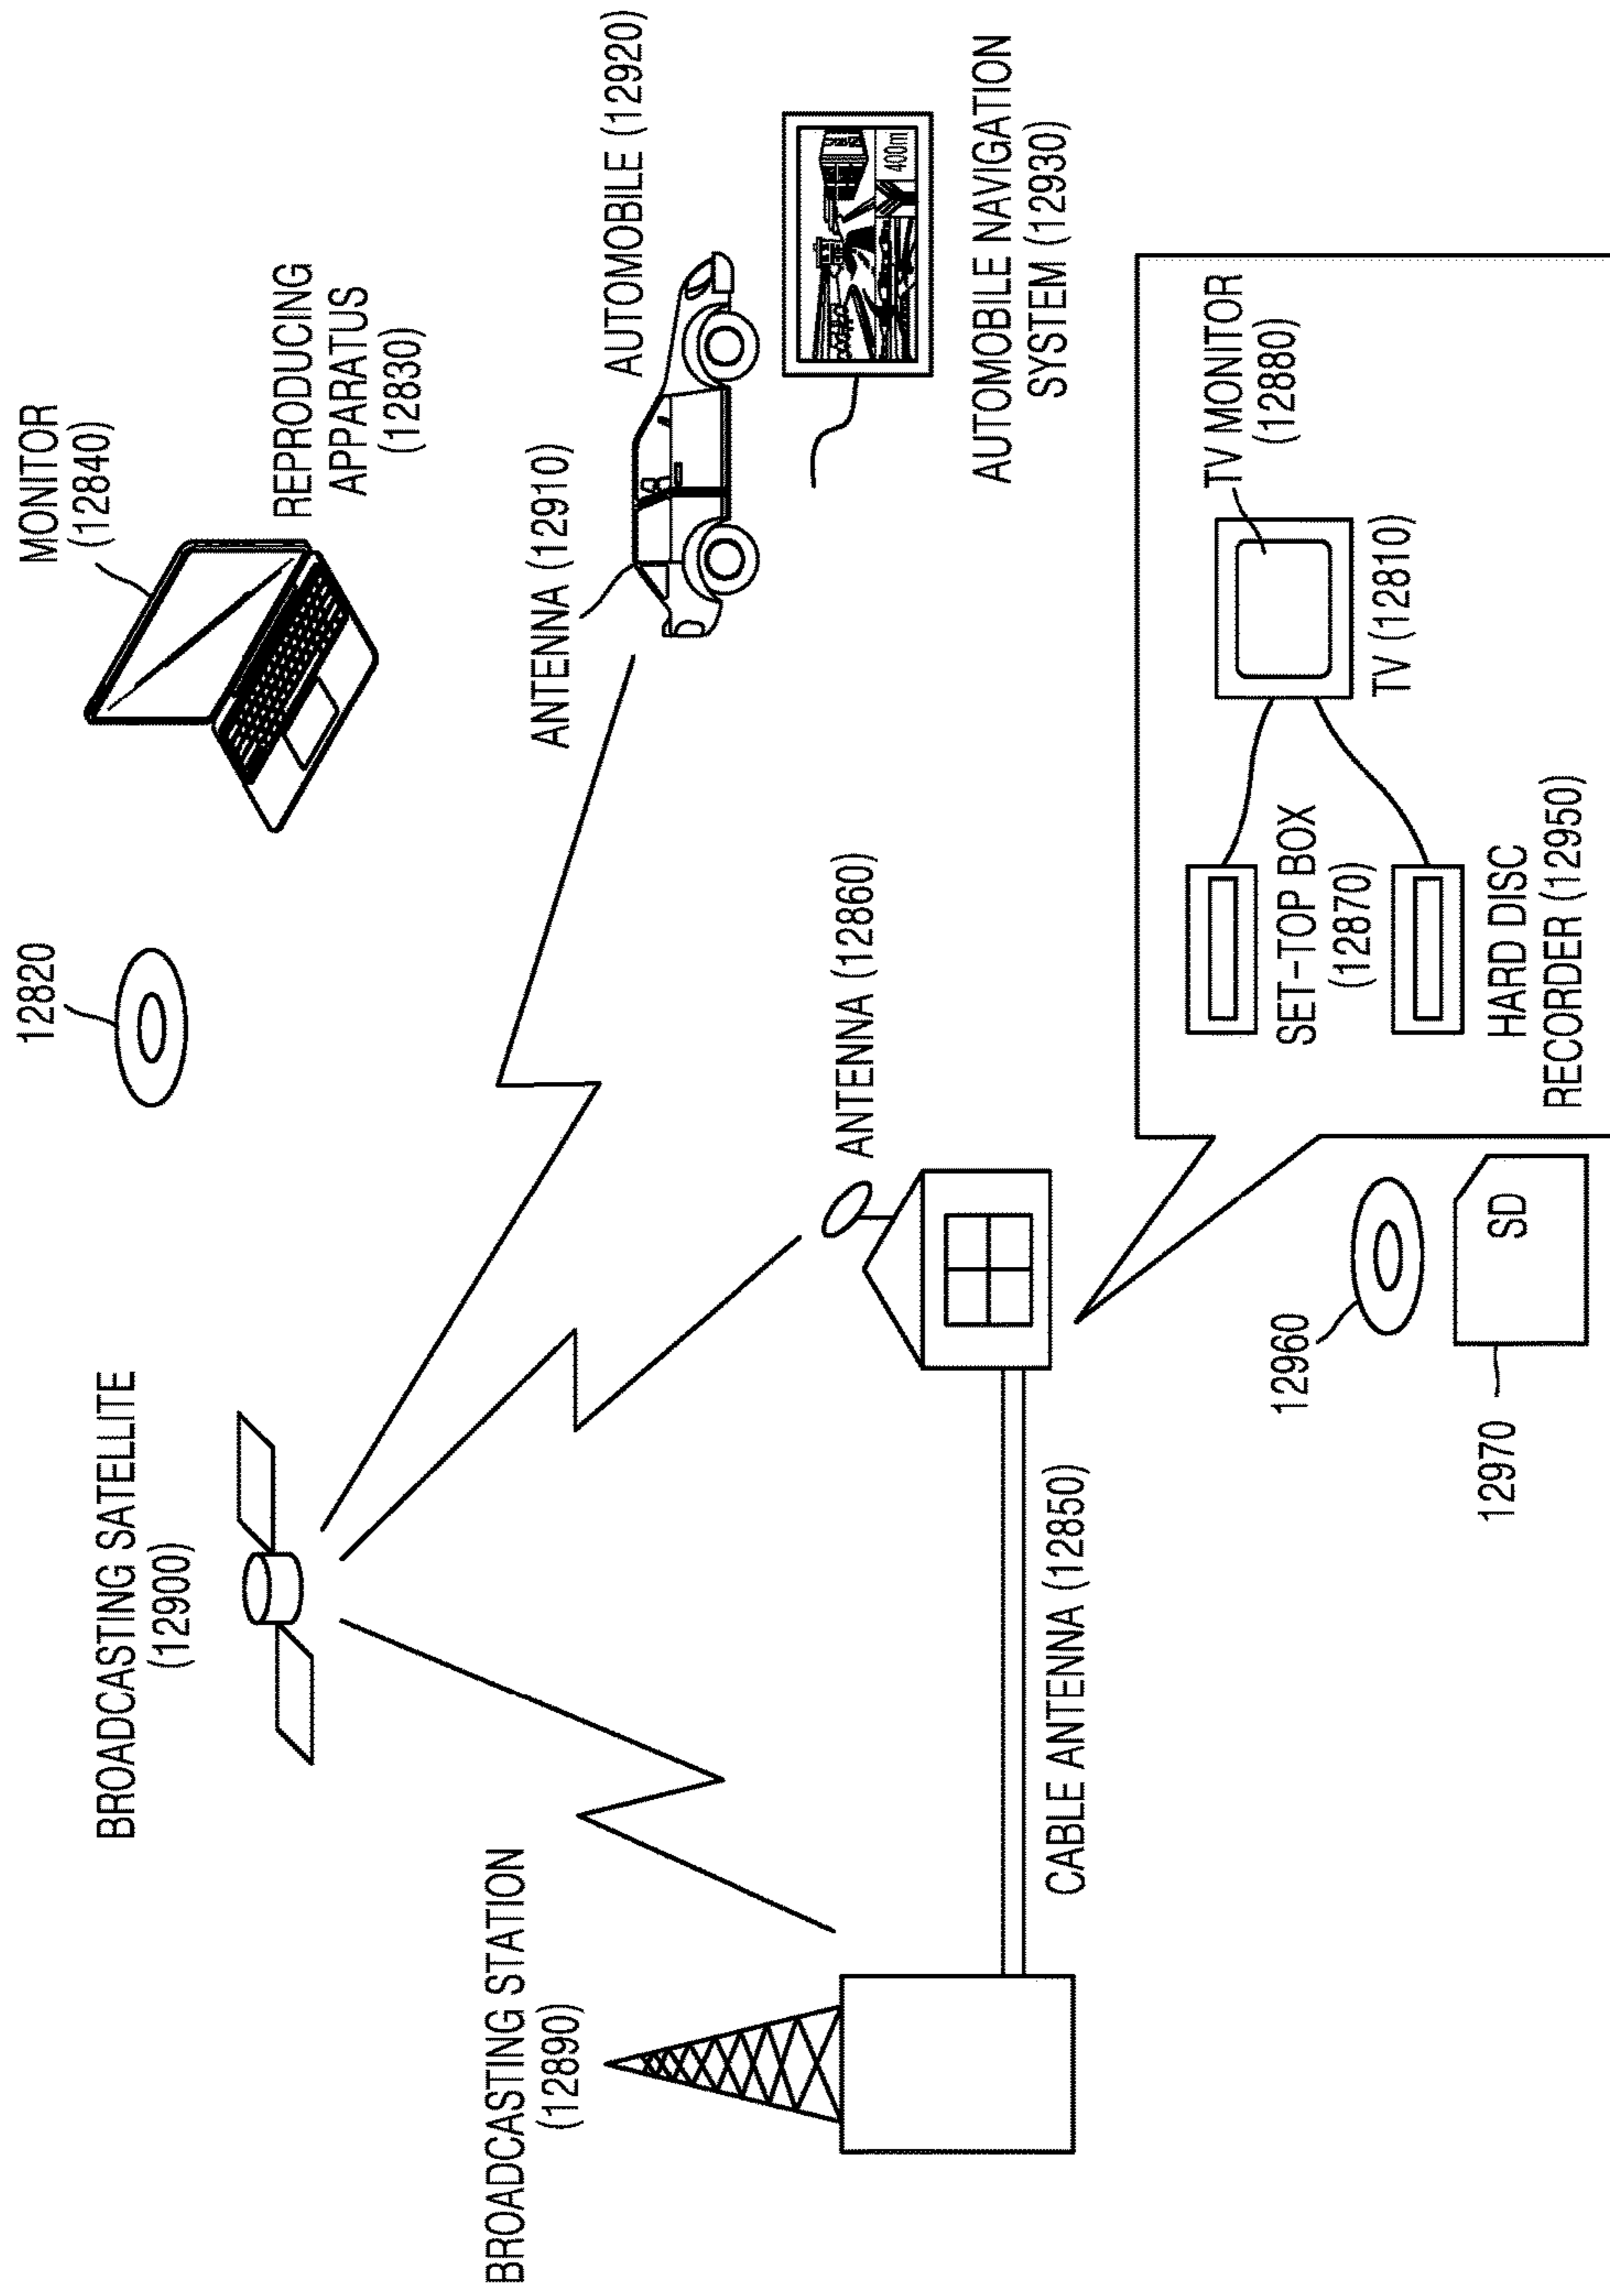 12820
MONITOR
(12840)
REPRODUCING
APPARATUS
(12830)
BROADCASTING SATELLITE
(12900)
BROADCASTING STATION
(12890)
ANTENNA (12910)
AUTOMOBILE (12920)
400m
AUTOMOBILE NAVIGATION
SYSTEM (12930)
ANTENNA (12860)
CABLE ANTENNA (12850)
12960
SD
12970
SET-TOP BOX
(12870)
HARD DISC
RECORDER (12950)
TV MONITOR
(12880)
TV (12810)